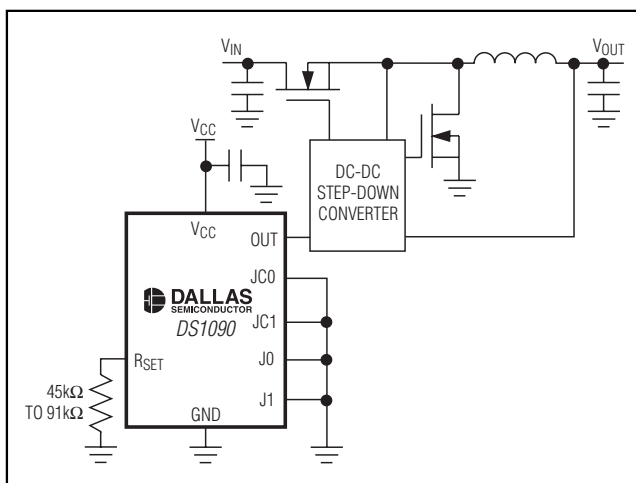 V_IN
V_OUT
V_CC
DC-DC
STEP-DOWN
CONVERTER
V_CC
OUT
JC0
DALLAS
SEMICONDUCTOR
DS1090
JC1
R_SET
J0
45kΩ
TO 91kΩ
J1
GND